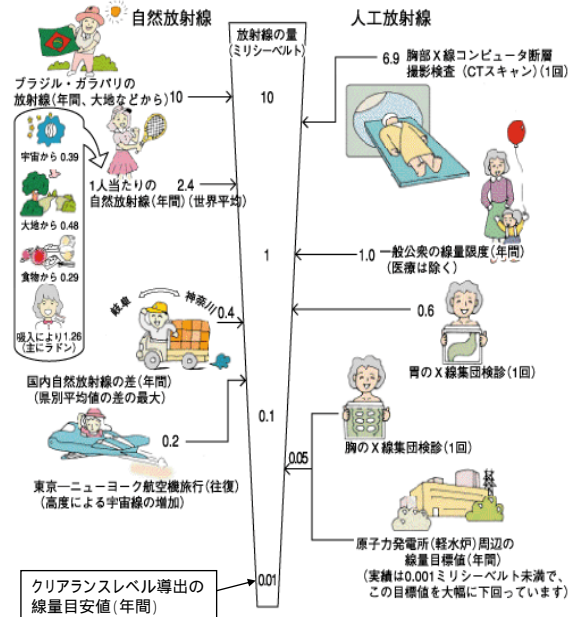 自然放射線
放射線の量
(ミリシーベルト)
人工放射線
ブラジル・ガラパリの
放射線(年間、大地などから)
10
宇宙から 0.39
大地から 0.48
食物から 0.29
吸入により1.26
(主にラドン)
1人当たりの
自然放射線(年間)(世界平均)
2.4
岐阜
神奈川
0.4
国内自然放射線の差(年間)
(県別平均値の差の最大)
0.2
東京―ニューヨーク航空機旅行(往復)
(高度による宇宙線の増加)
クリアランスレベル導出の
線量目安値(年間)
10
1
0.1
0.01
6.9
胸部X線コンピュータ断層
撮影検査(CTスキャン)(1回)
1.0
一般公衆の線量限度(年間)
(医療は除く)
0.6
胃のX線集団検診(1回)
胸のX線集団検診(1回)
0.05
原子力発電所(軽水炉)周辺の
線量目標値(年間)
(実績は0.001ミリシーベルト未満で、
この目標値を大幅に下回っています)